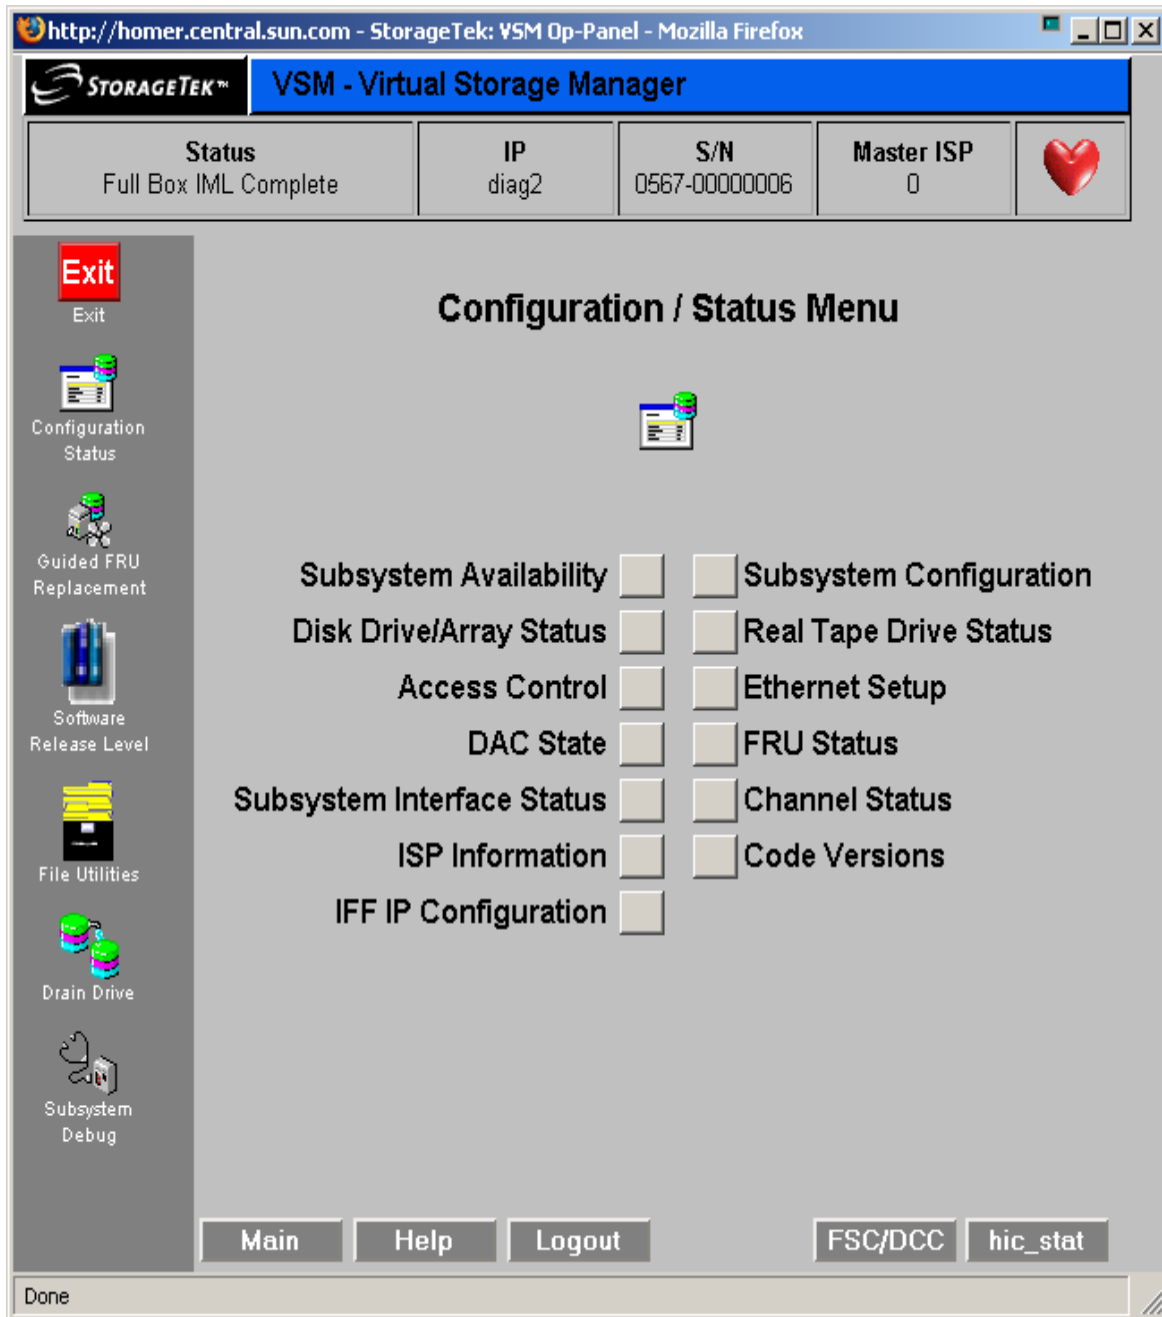 http://homer.central.sun.com - StorageTek: VSM Op-Panel - Mozilla Firefox
STORAGETEK™ VSM - Virtual Storage Manager
Status IP S/N Master ISP
Full Box IML Complete diag2 0567-00000006 0
Exit
Exit
Configuration
Status
Guided FRU
Replacement
Software
Release Level
File Utilities
Drain Drive
Subsystem
Debug
Configuration / Status Menu
Subsystem Availability Subsystem Configuration
Disk Drive/Array Status Real Tape Drive Status
Access Control Ethernet Setup
DAC State FRU Status
Subsystem Interface Status Channel Status
ISP Information Code Versions
IFF IP Configuration
Main Help Logout FSC/DCC hic_stat
Done